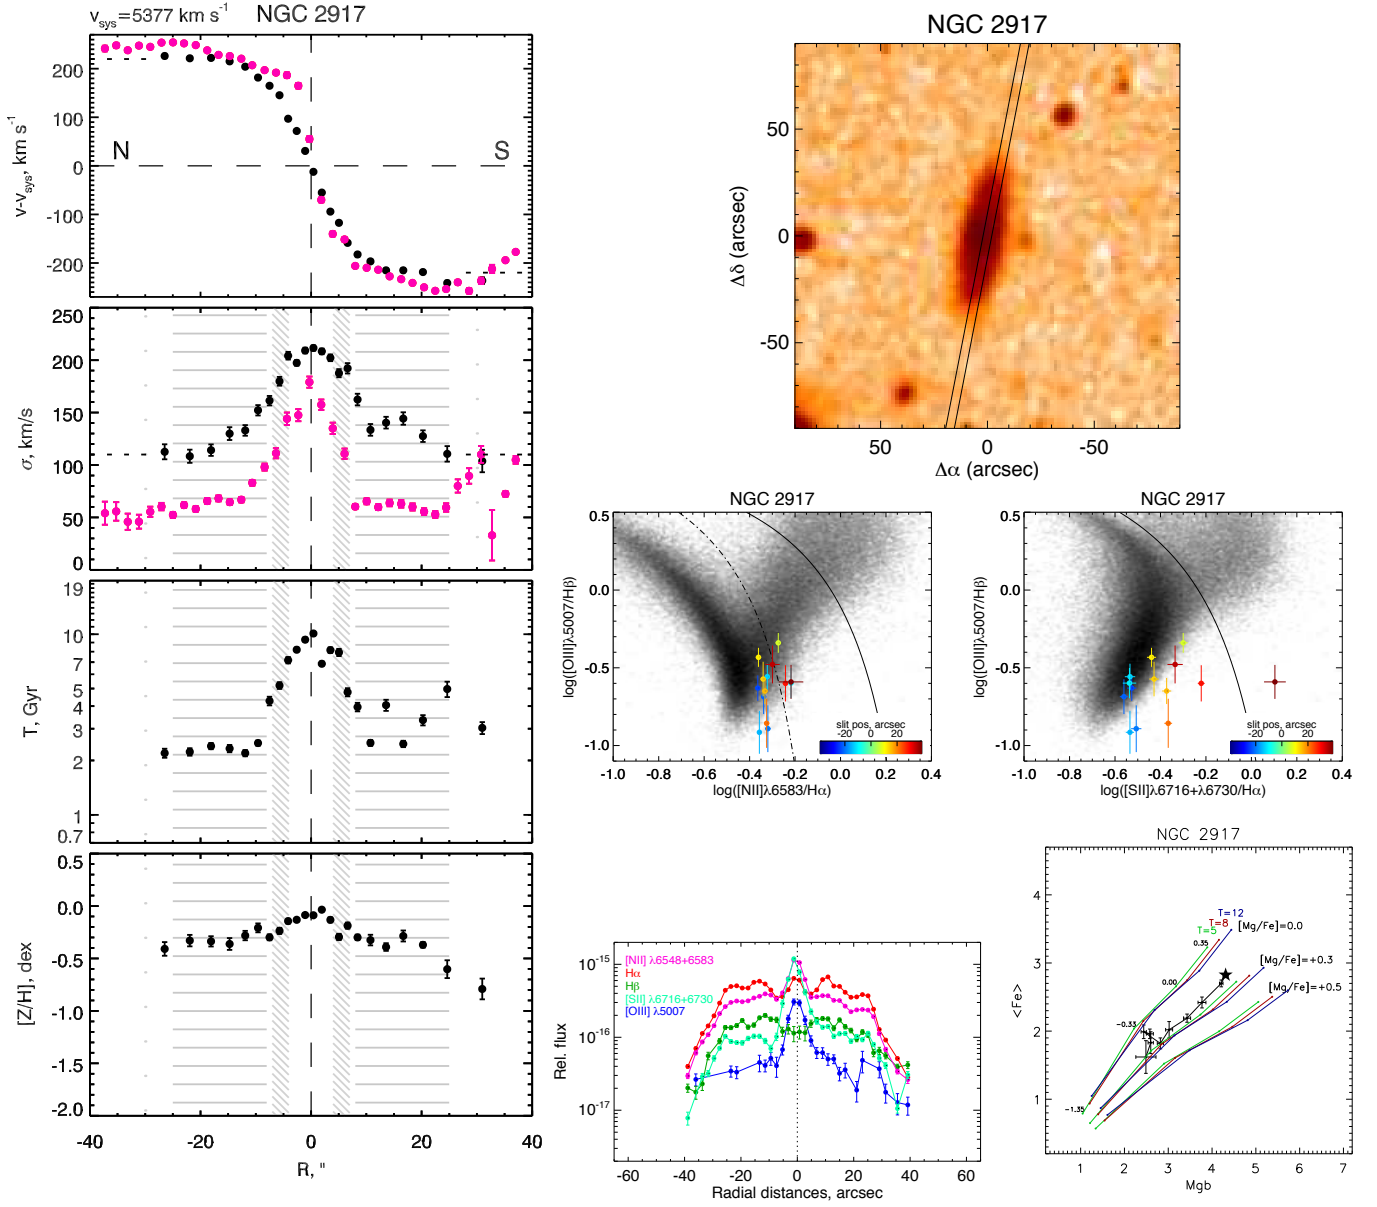 v_sys=5377 km s^-1
NGC 2917
v-v_sys, km s^-1
200
100
0
-100
-200
N
S
σ, km/s
250
200
150
100
50
0
T, Gyr
19
10
7
5
4
3
2
1
0.7
[Z/H], dex
0.5
0.0
-0.5
-1.0
-1.5
-2.0
-40
-20
0
20
40
R, "
NGC 2917
Δδ (arcsec)
50
0
-50
50
0
-50
Δα (arcsec)
NGC 2917
log([OIII]λ5007/Hβ)
0.5
0.0
-0.5
-1.0
slit pos, arcsec
-20
0
20
-1.0
-0.8
-0.6
-0.4
-0.2
0.0
0.2
0.4
log([NII]λ6583/Hα)
NGC 2917
log([OIII]λ5007/Hβ)
0.5
0.0
-0.5
-1.0
slit pos, arcsec
-20
0
20
-1.0
-0.8
-0.6
-0.4
-0.2
0.0
0.2
0.4
log([SII]λ6716+λ6730/Hα)
Rel. flux
10^-15
10^-16
10^-17
[NII] λ6548+6583
Hα
Hβ
[SII] λ6716+6730
[OIII] λ5007
-60
-40
-20
0
20
40
60
Radial distances, arcsec
NGC 2917
<Fe>
4
3
2
1
T=12
T=8
T=5
[Mg/Fe]=0.0
[Mg/Fe]=+0.3
[Mg/Fe]=+0.5
0.35
0.00
-0.33
-1.35
1
2
3
4
5
6
7
Mgb